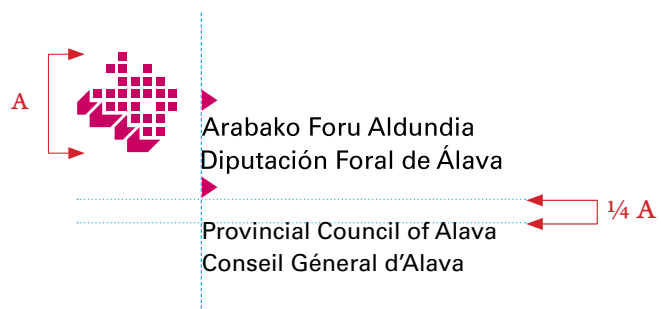 A
Arabako Foru Aldundia
Diputación Foral de Álava
¼ A
Provincial Council of Alava
Conseil Géneral d'Alava